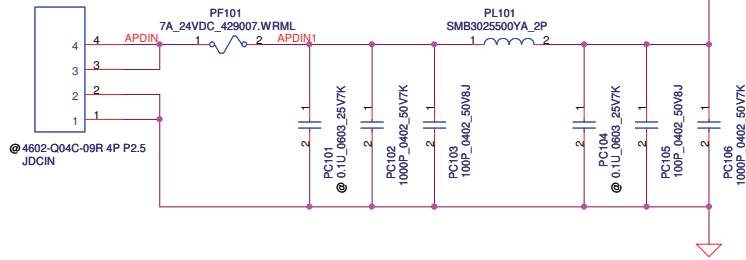 PF101
7A_24VDC_429007.WRML
PL101
SMB3025500YA_2P
4 4 APDIN 1 2 APDIN1 1 2
3 3
2 2
1 1
@ 4602-Q04C-09R 4P P2.5
JDCIN
1 2 PC101
@ 0.1U_0603_25V7K
1 2 PC102
1000P_0402_50V7K
1 2 PC103
100P_0402_50V8J
1 2 PC104
@ 0.1U_0603_25V7K
1 2 PC105
100P_0402_50V8J
1 2 PC106
1000P_0402_50V7K